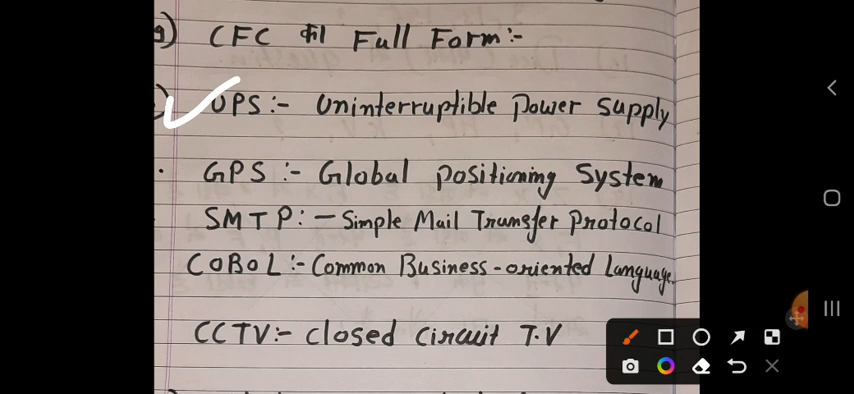 9) CFC का Full Form:-
UPS:- Uninterruptible Power Supply
GPS:- Global positioning System
SMTP:- Simple Mail Transfer Protocol
COBOL:- Common Business-oriented Language
CCTV:- Closed Circuit T.V